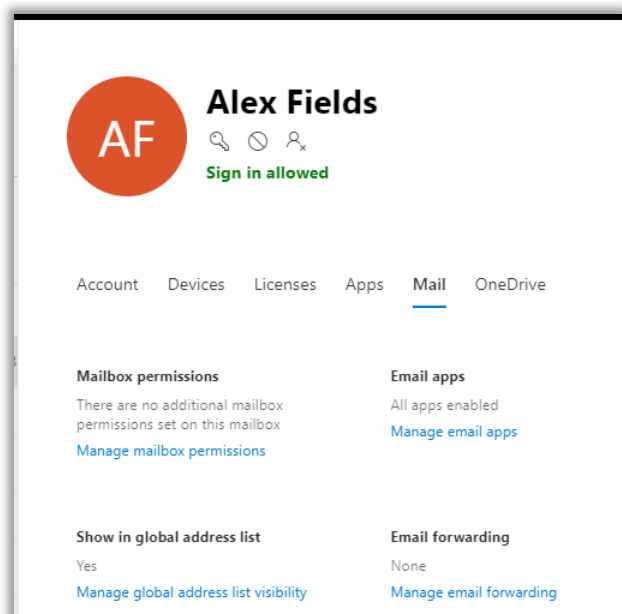 AF
Alex Fields
Sign in allowed
Account Devices Licenses Apps Mail OneDrive
Mailbox permissions
There are no additional mailbox
permissions set on this mailbox
Manage mailbox permissions
Email apps
All apps enabled
Manage email apps
Show in global address list
Yes
Manage global address list visibility
Email forwarding
None
Manage email forwarding